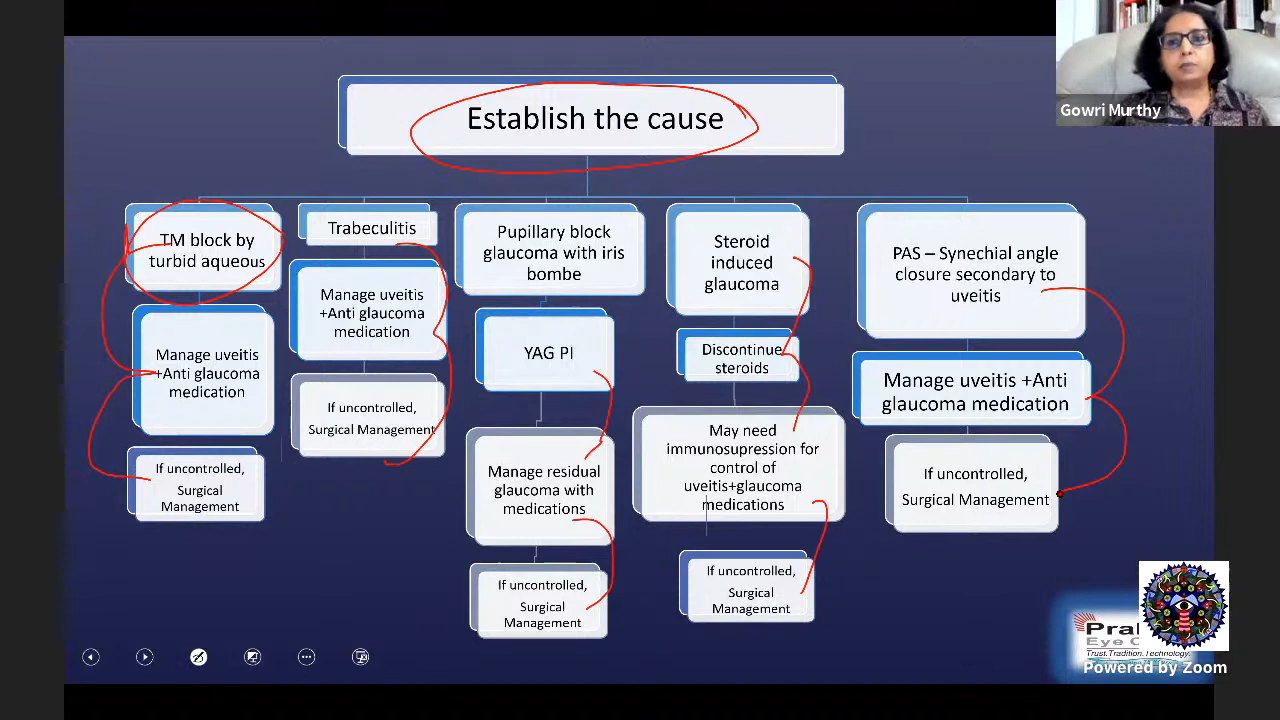 Gowri Murthy
Establish the cause
TM block by
turbid aqueous
Manage uveitis
+Anti glaucoma
medication
If uncontrolled,
Surgical
Management
Trabeculitis
Manage uveitis
+Anti glaucoma
medication
If uncontrolled,
Surgical Management
Pupillary block
glaucoma with iris
bombe
YAG PI
Manage residual
glaucoma with
medications
If uncontrolled,
Surgical
Management
Steroid
induced
glaucoma
Discontinue
steroids
May need
immunosupression for
control of
uveitis+glaucoma
medications
If uncontrolled,
Surgical
Management
PAS – Synechial angle
closure secondary to
uveitis
Manage uveitis +Anti
glaucoma medication
If uncontrolled,
Surgical Management
Eye
Trust.Tradition.Technology.
Powered by Zoom